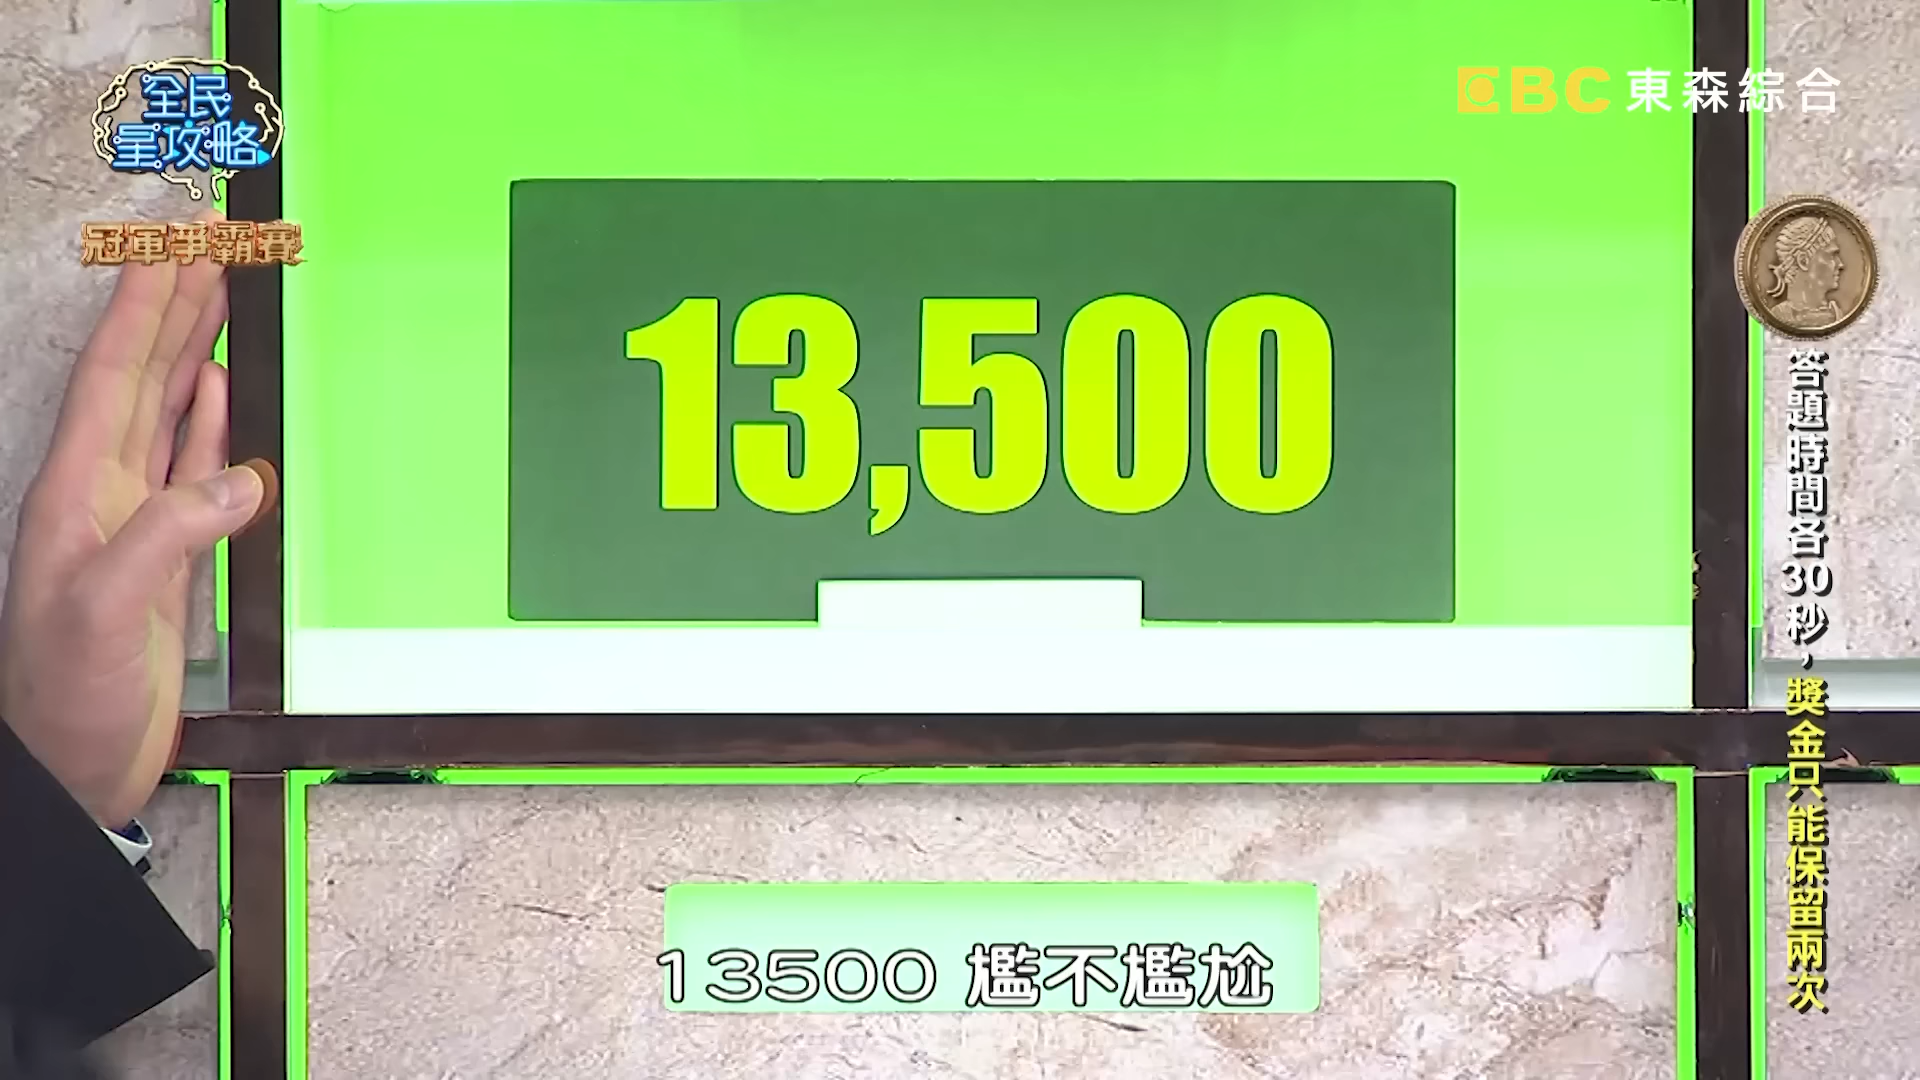 全民
星攻略
冠軍爭霸賽
EBC 東森綜合
13,500
答題時間各30秒，獎金只能保留兩次
13500 尷不尷尬